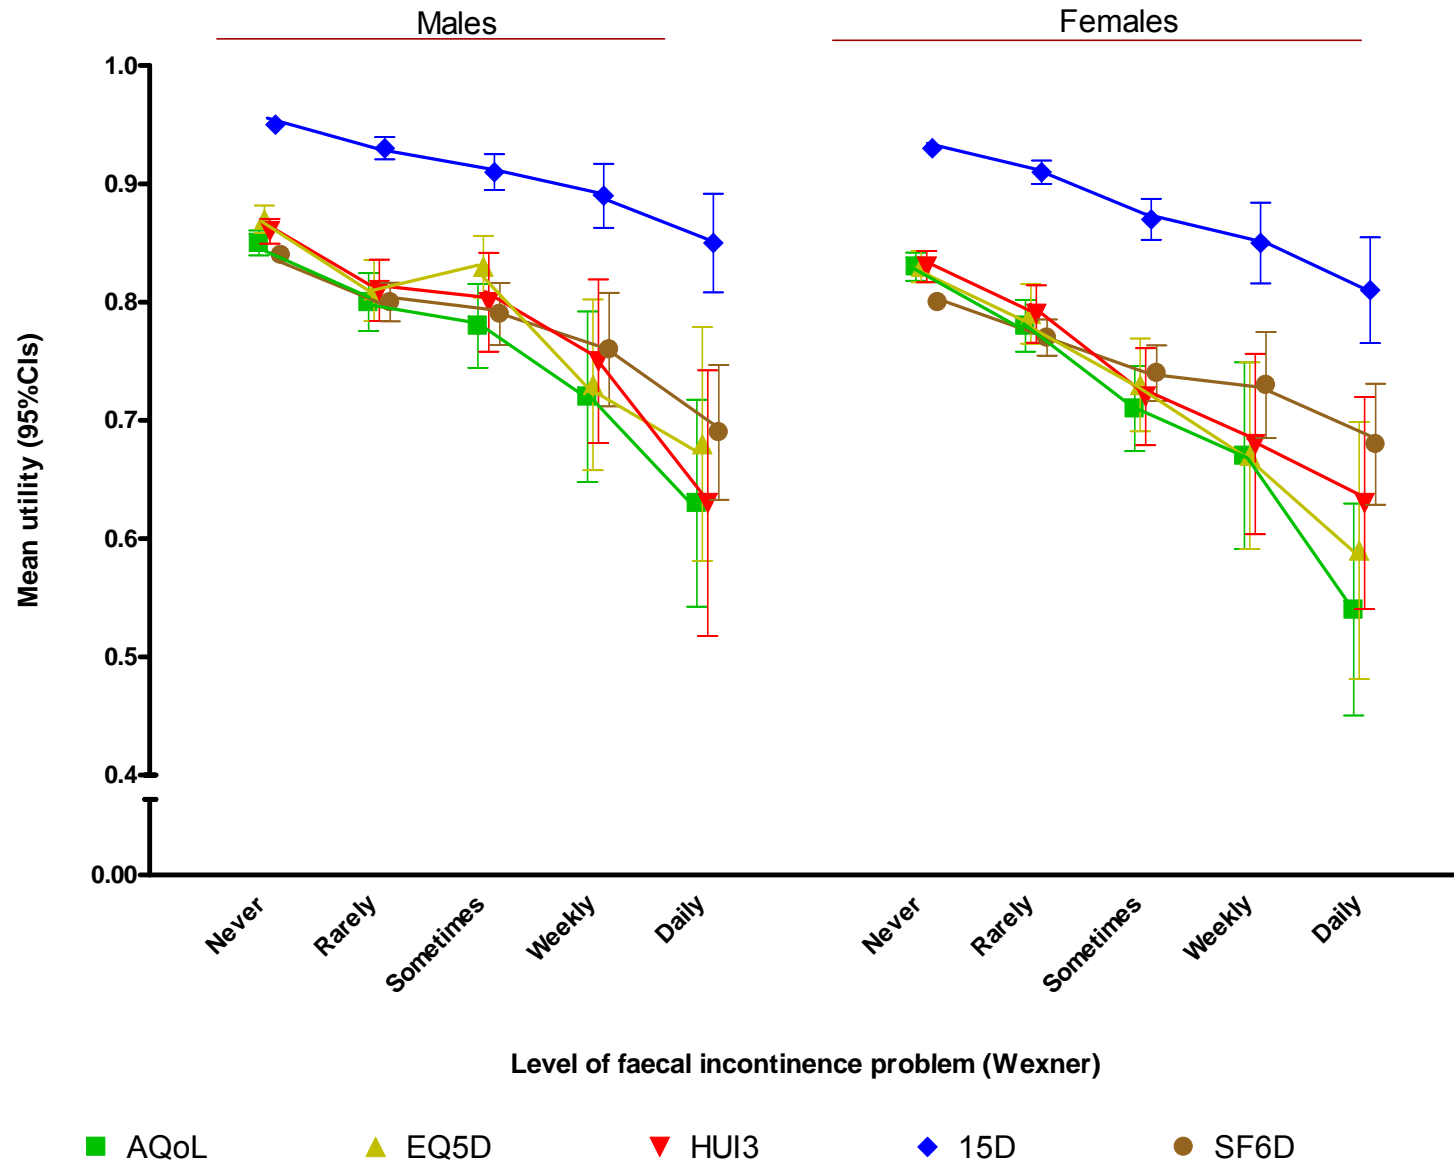 Males Females
1.0
0.9
0.8
0.7
0.6
0.5
0.4
0.00
Mean utility (95%CIs)
Never Rarely Sometimes Weekly Daily Never Rarely Sometimes Weekly Daily
Level of faecal incontinence problem (Wexner)
AQoL EQ5D HUI3 15D SF6D